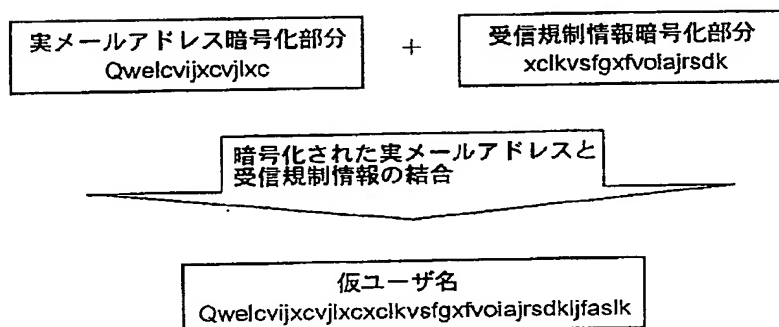 実メールアドレス暗号化部分
Qwelcvijxcvjlxc
+
受信規制情報暗号化部分
xclkvsfgxfvoiajrsdk
暗号化された実メールアドレスと
受信規制情報の結合
仮ユーザ名
Qwelcvijxcvjlxcxclkvsfgxfvoiajrsdkljfaslk